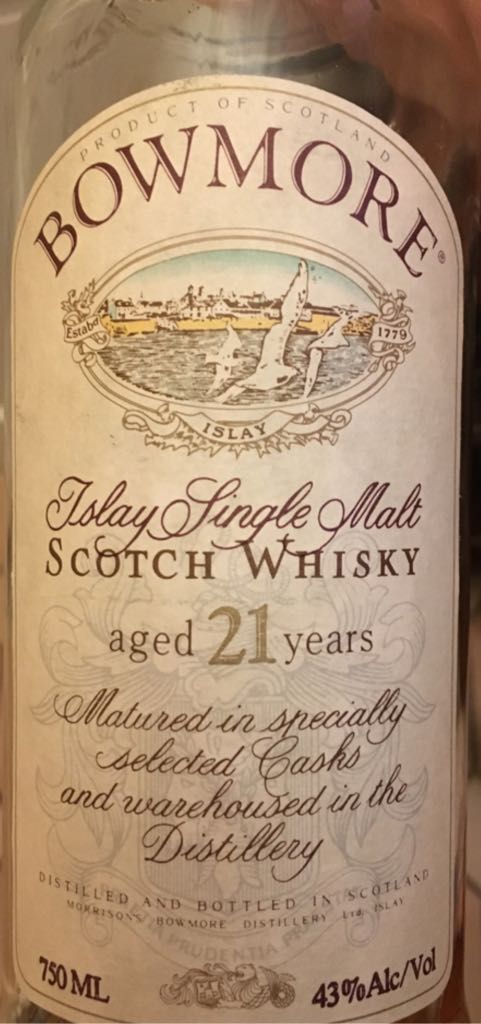 PRODUCT OF SCOTLAND
BOWMORE®
Estabd 1779
ISLAY
Islay Single Malt
SCOTCH WHISKY
aged 21 years
Matured in specially
selected Casks
and warehoused in the
Distillery
DISTILLED AND BOTTLED IN SCOTLAND
MORRISON'S BOWMORE DISTILLERY Ltd, ISLAY
PRUDENTIA
750 ML 43% Alc/Vol